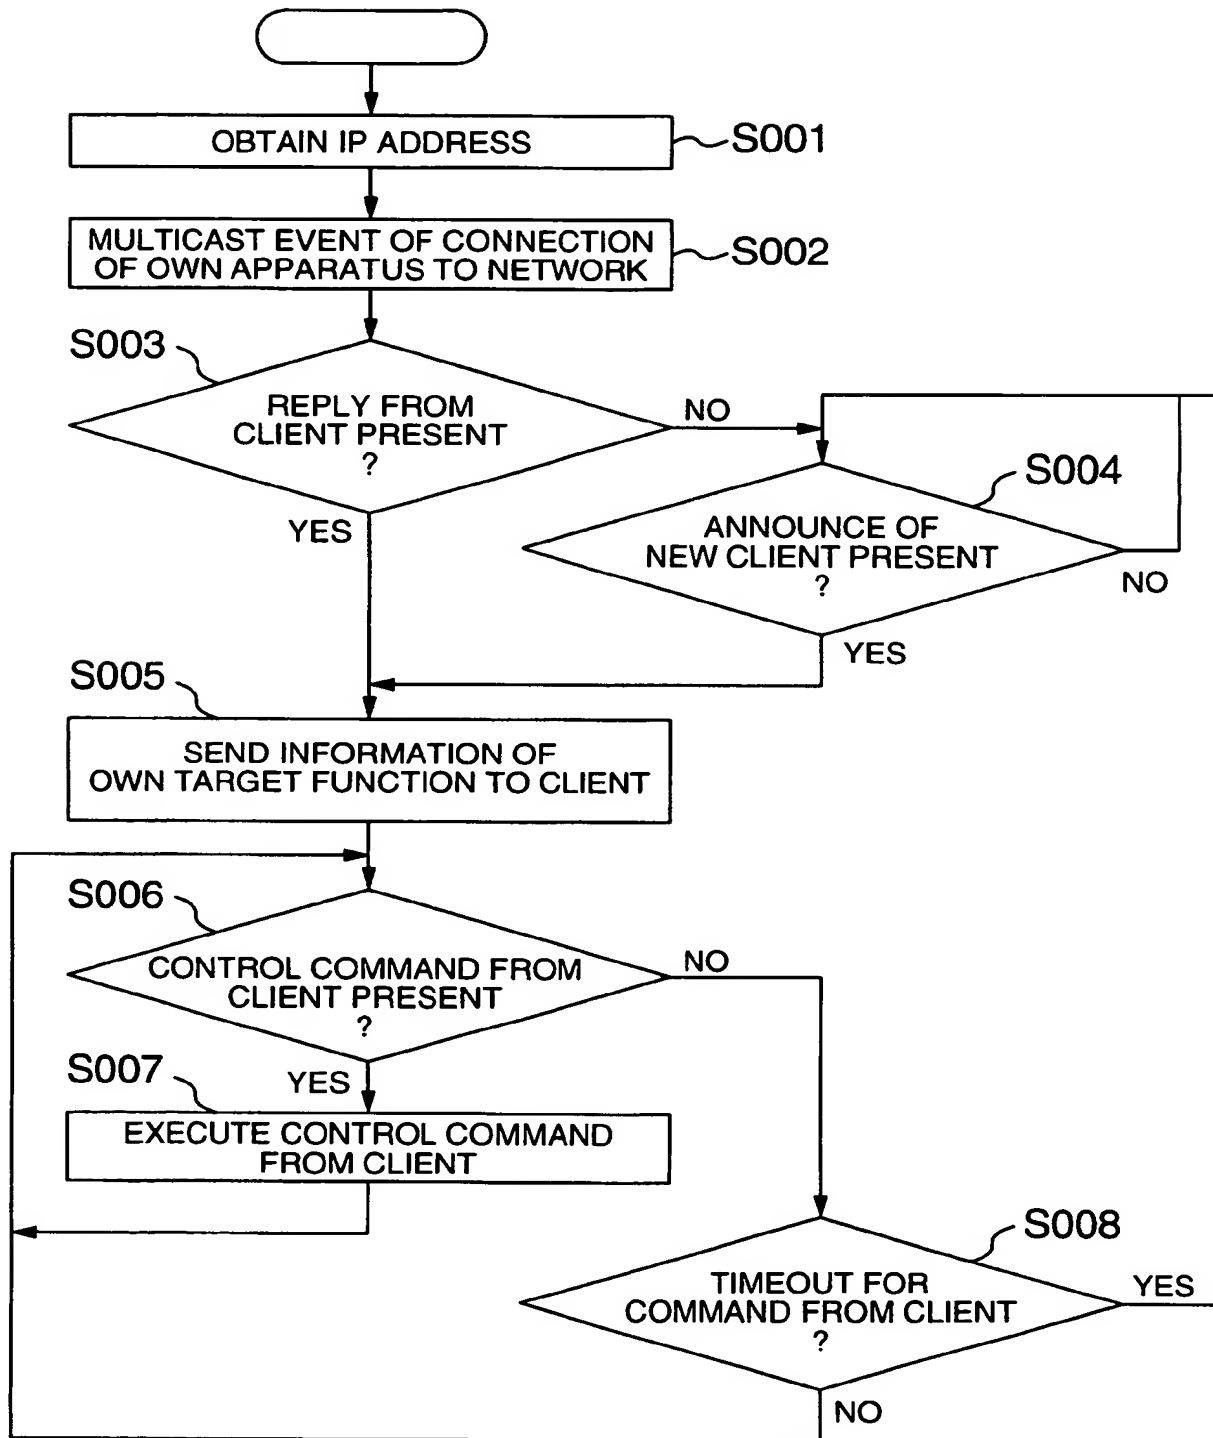 OBTAIN IP ADDRESS
S001
MULTICAST EVENT OF CONNECTION
OF OWN APPARATUS TO NETWORK
S002
S003
REPLY FROM
CLIENT PRESENT
?
NO
YES
S004
ANNOUNCE OF
NEW CLIENT PRESENT
?
NO
YES
S005
SEND INFORMATION OF
OWN TARGET FUNCTION TO CLIENT
S006
CONTROL COMMAND FROM
CLIENT PRESENT
?
NO
YES
S007
EXECUTE CONTROL COMMAND
FROM CLIENT
S008
TIMEOUT FOR
COMMAND FROM CLIENT
?
YES
NO